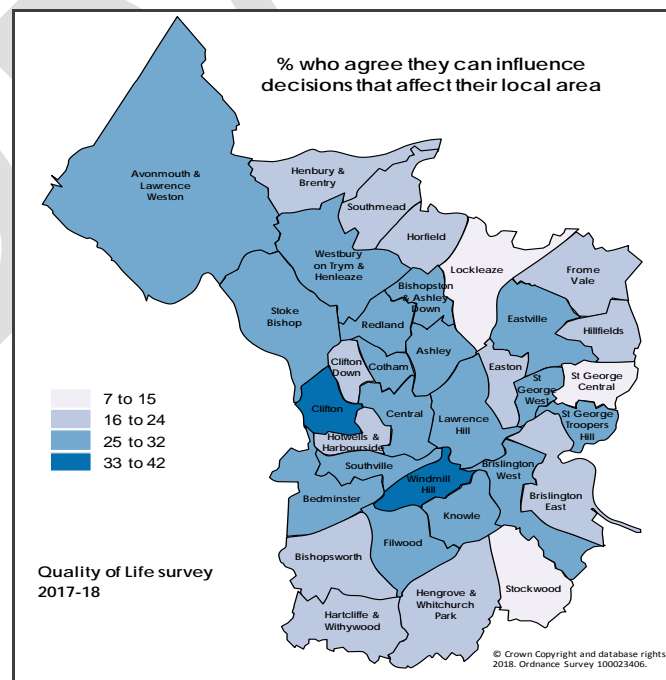 % who agree they can influence
decisions that affect their local area
Avonmouth &
Lawrence
Weston
Henbury &
Brentry
Southmead
Horfield
Lockleaze
Frome
Vale
Westbury
on Trym &
Henleaze
Bishopston
& Ashley
Down
Eastville
Hillfields
Stoke
Bishop
Redland
Ashley
Clifton
Down
Cotham
Easton
St
George
West
St George
Central
Clifton
Central
Lawrence
Hill
St George
Troopers
Hill
Hotwells &
Harbourside
Southville
Windmill
Hill
Brislington
West
Brislington
East
Bedminster
Knowle
Filwood
Bishopsworth
Stockwood
Hengrove &
Whitchurch
Park
Hartcliffe &
Withywood
7 to 15
16 to 24
25 to 32
33 to 42
Quality of Life survey
2017-18
© Crown Copyright and database rights
2018. Ordnance Survey 100023406.